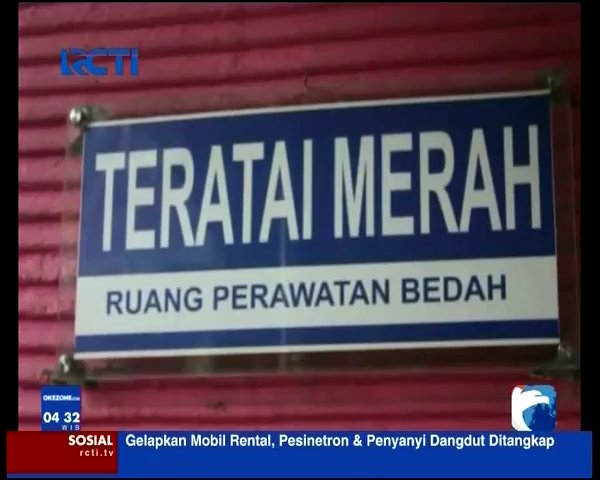 RCTI
TERATAI MERAH
RUANG PERAWATAN BEDAH
OKEZONE.COM
04 32
WIB
SOSIAL
rcti.tv
Gelapkan Mobil Rental, Pesinetron & Penyanyi Dangdut Ditangkap